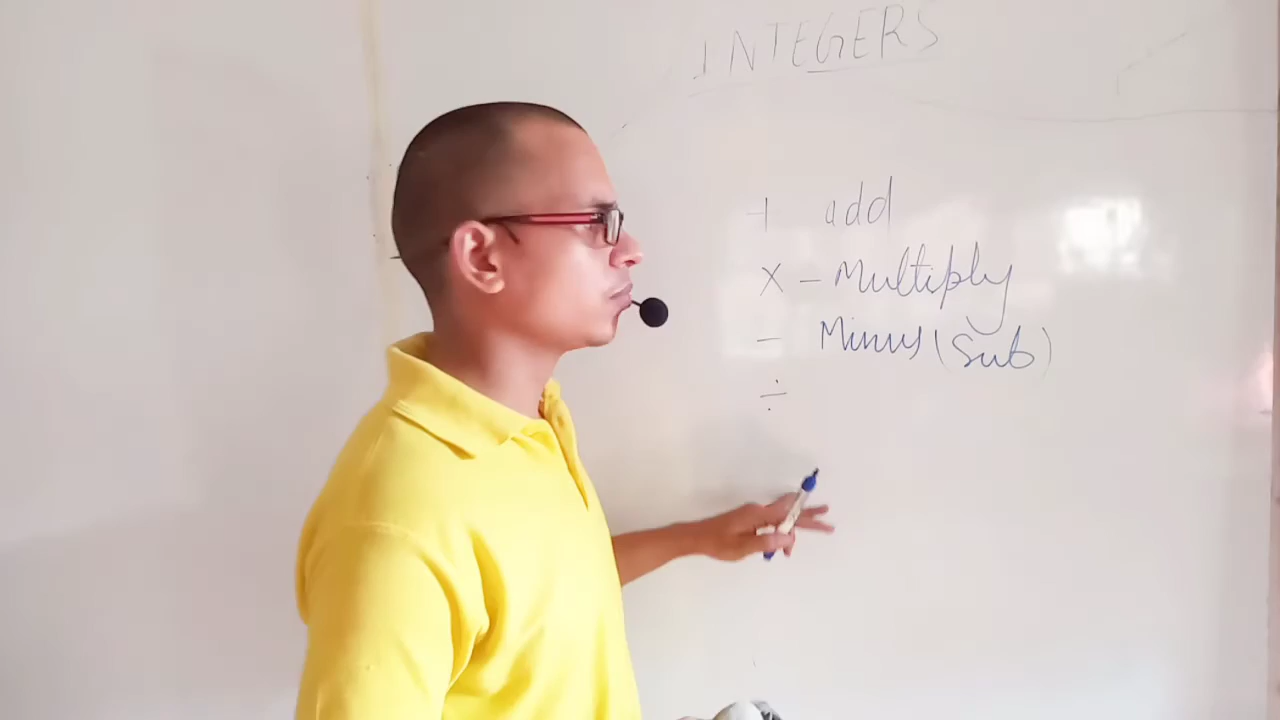 INTEGERS
+ add
× - Multiply
- Minus (Sub)
÷